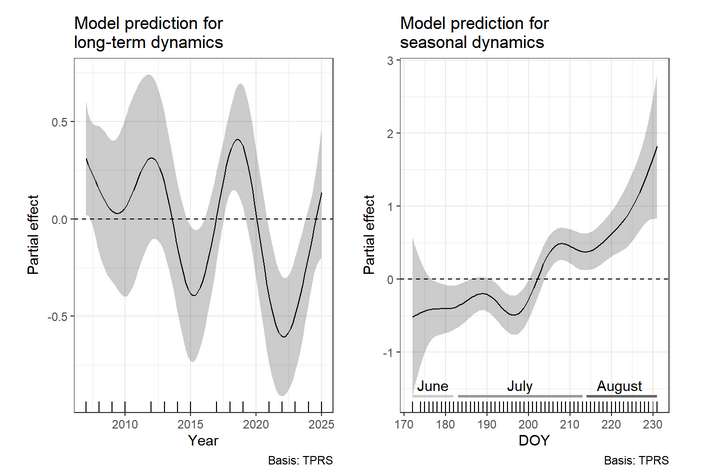 Model prediction for
long-term dynamics
Partial effect
0.5
0.0
-0.5
2010
2015
2020
2025
Year
Basis: TPRS
Model prediction for
seasonal dynamics
Partial effect
3
2
1
0
-1
June
July
August
170
180
190
200
210
220
230
DOY
Basis: TPRS